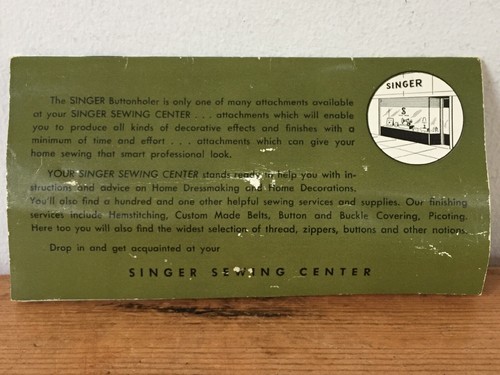 SINGER
S
The SINGER Buttonholer is only one of many attachments available
at your SINGER SEWING CENTER . . . attachments which will enable
you to produce all kinds of decorative effects and finishes with a
minimum of time and effort . . . attachments which can give your
home sewing that smart professional look.
YOUR SINGER SEWING CENTER stands ready to help you with in-
structions and advice on Home Dressmaking and Home Decorations.
You'll also find a hundred and one other helpful sewing services and supplies. Our finishing
services include Hemstitching, Custom Made Belts, Button and Buckle Covering, Picoting.
Here too you will also find the widest selection of thread, zippers, buttons and other notions.
Drop in and get acquainted at your
SINGER SEWING CENTER